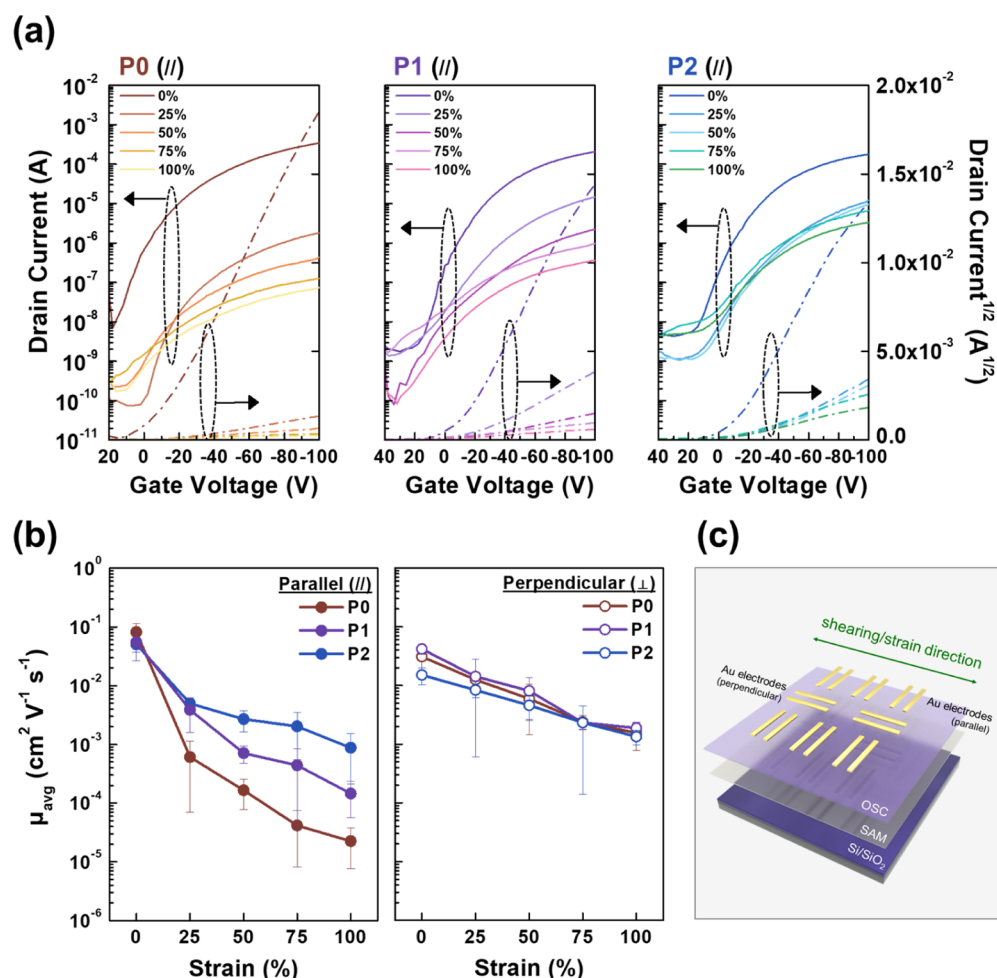 (a)
P0 (//)
P1 (//)
P2 (//)
Drain Current (A)
10⁻²
10⁻³
10⁻⁴
10⁻⁵
10⁻⁶
10⁻⁷
10⁻⁸
10⁻⁹
10⁻¹⁰
10⁻¹¹
0%
25%
50%
75%
100%
0%
25%
50%
75%
100%
0%
25%
50%
75%
100%
2.0x10⁻²
1.5x10⁻²
1.0x10⁻²
5.0x10⁻³
0.0
Drain Current¹ᐟ² (A¹ᐟ²)
20 0 -20 -40 -60 -80 -100
40 20 0 -20 -40 -60 -80 -100
40 20 0 -20 -40 -60 -80 -100
Gate Voltage (V)
Gate Voltage (V)
Gate Voltage (V)
(b)
μavg (cm² V⁻¹ s⁻¹)
10⁰
10⁻¹
10⁻²
10⁻³
10⁻⁴
10⁻⁵
10⁻⁶
Parallel (//)
P0
P1
P2
Perpendicular (⊥)
P0
P1
P2
0 25 50 75 100
0 25 50 75 100
Strain (%)
Strain (%)
(c)
shearing/strain direction
Au electrodes
(perpendicular)
Au electrodes
(parallel)
OSC
SAM
Si/SiO₂